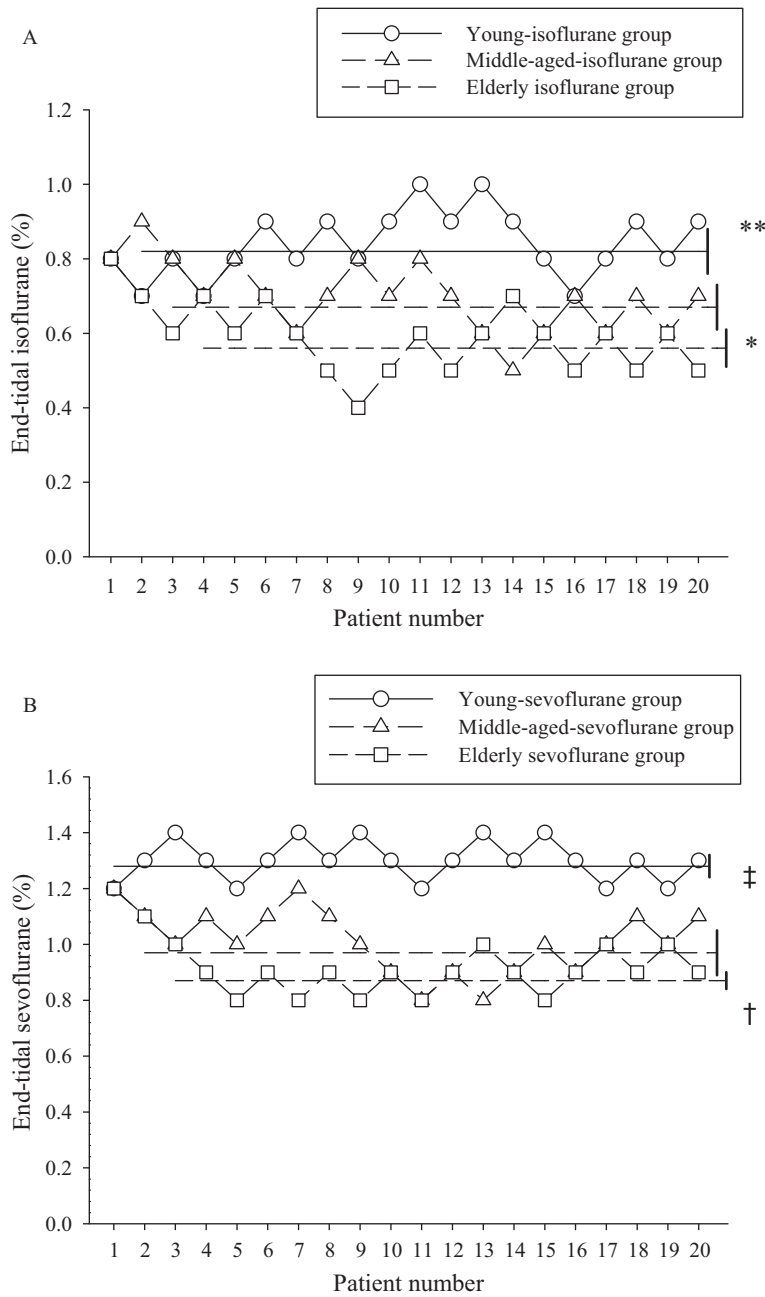 A
Young-isoflurane group
Middle-aged-isoflurane group
Elderly isoflurane group
1.2
1.0
0.8
0.6
0.4
0.2
0.0
End-tidal isoflurane (%)
**
*
1 2 3 4 5 6 7 8 9 10 11 12 13 14 15 16 17 18 19 20
Patient number
B
Young-sevoflurane group
Middle-aged-sevoflurane group
Elderly sevoflurane group
1.6
1.4
1.2
1.0
0.8
0.6
0.4
0.2
0.0
End-tidal sevoflurane (%)
‡
†
1 2 3 4 5 6 7 8 9 10 11 12 13 14 15 16 17 18 19 20
Patient number